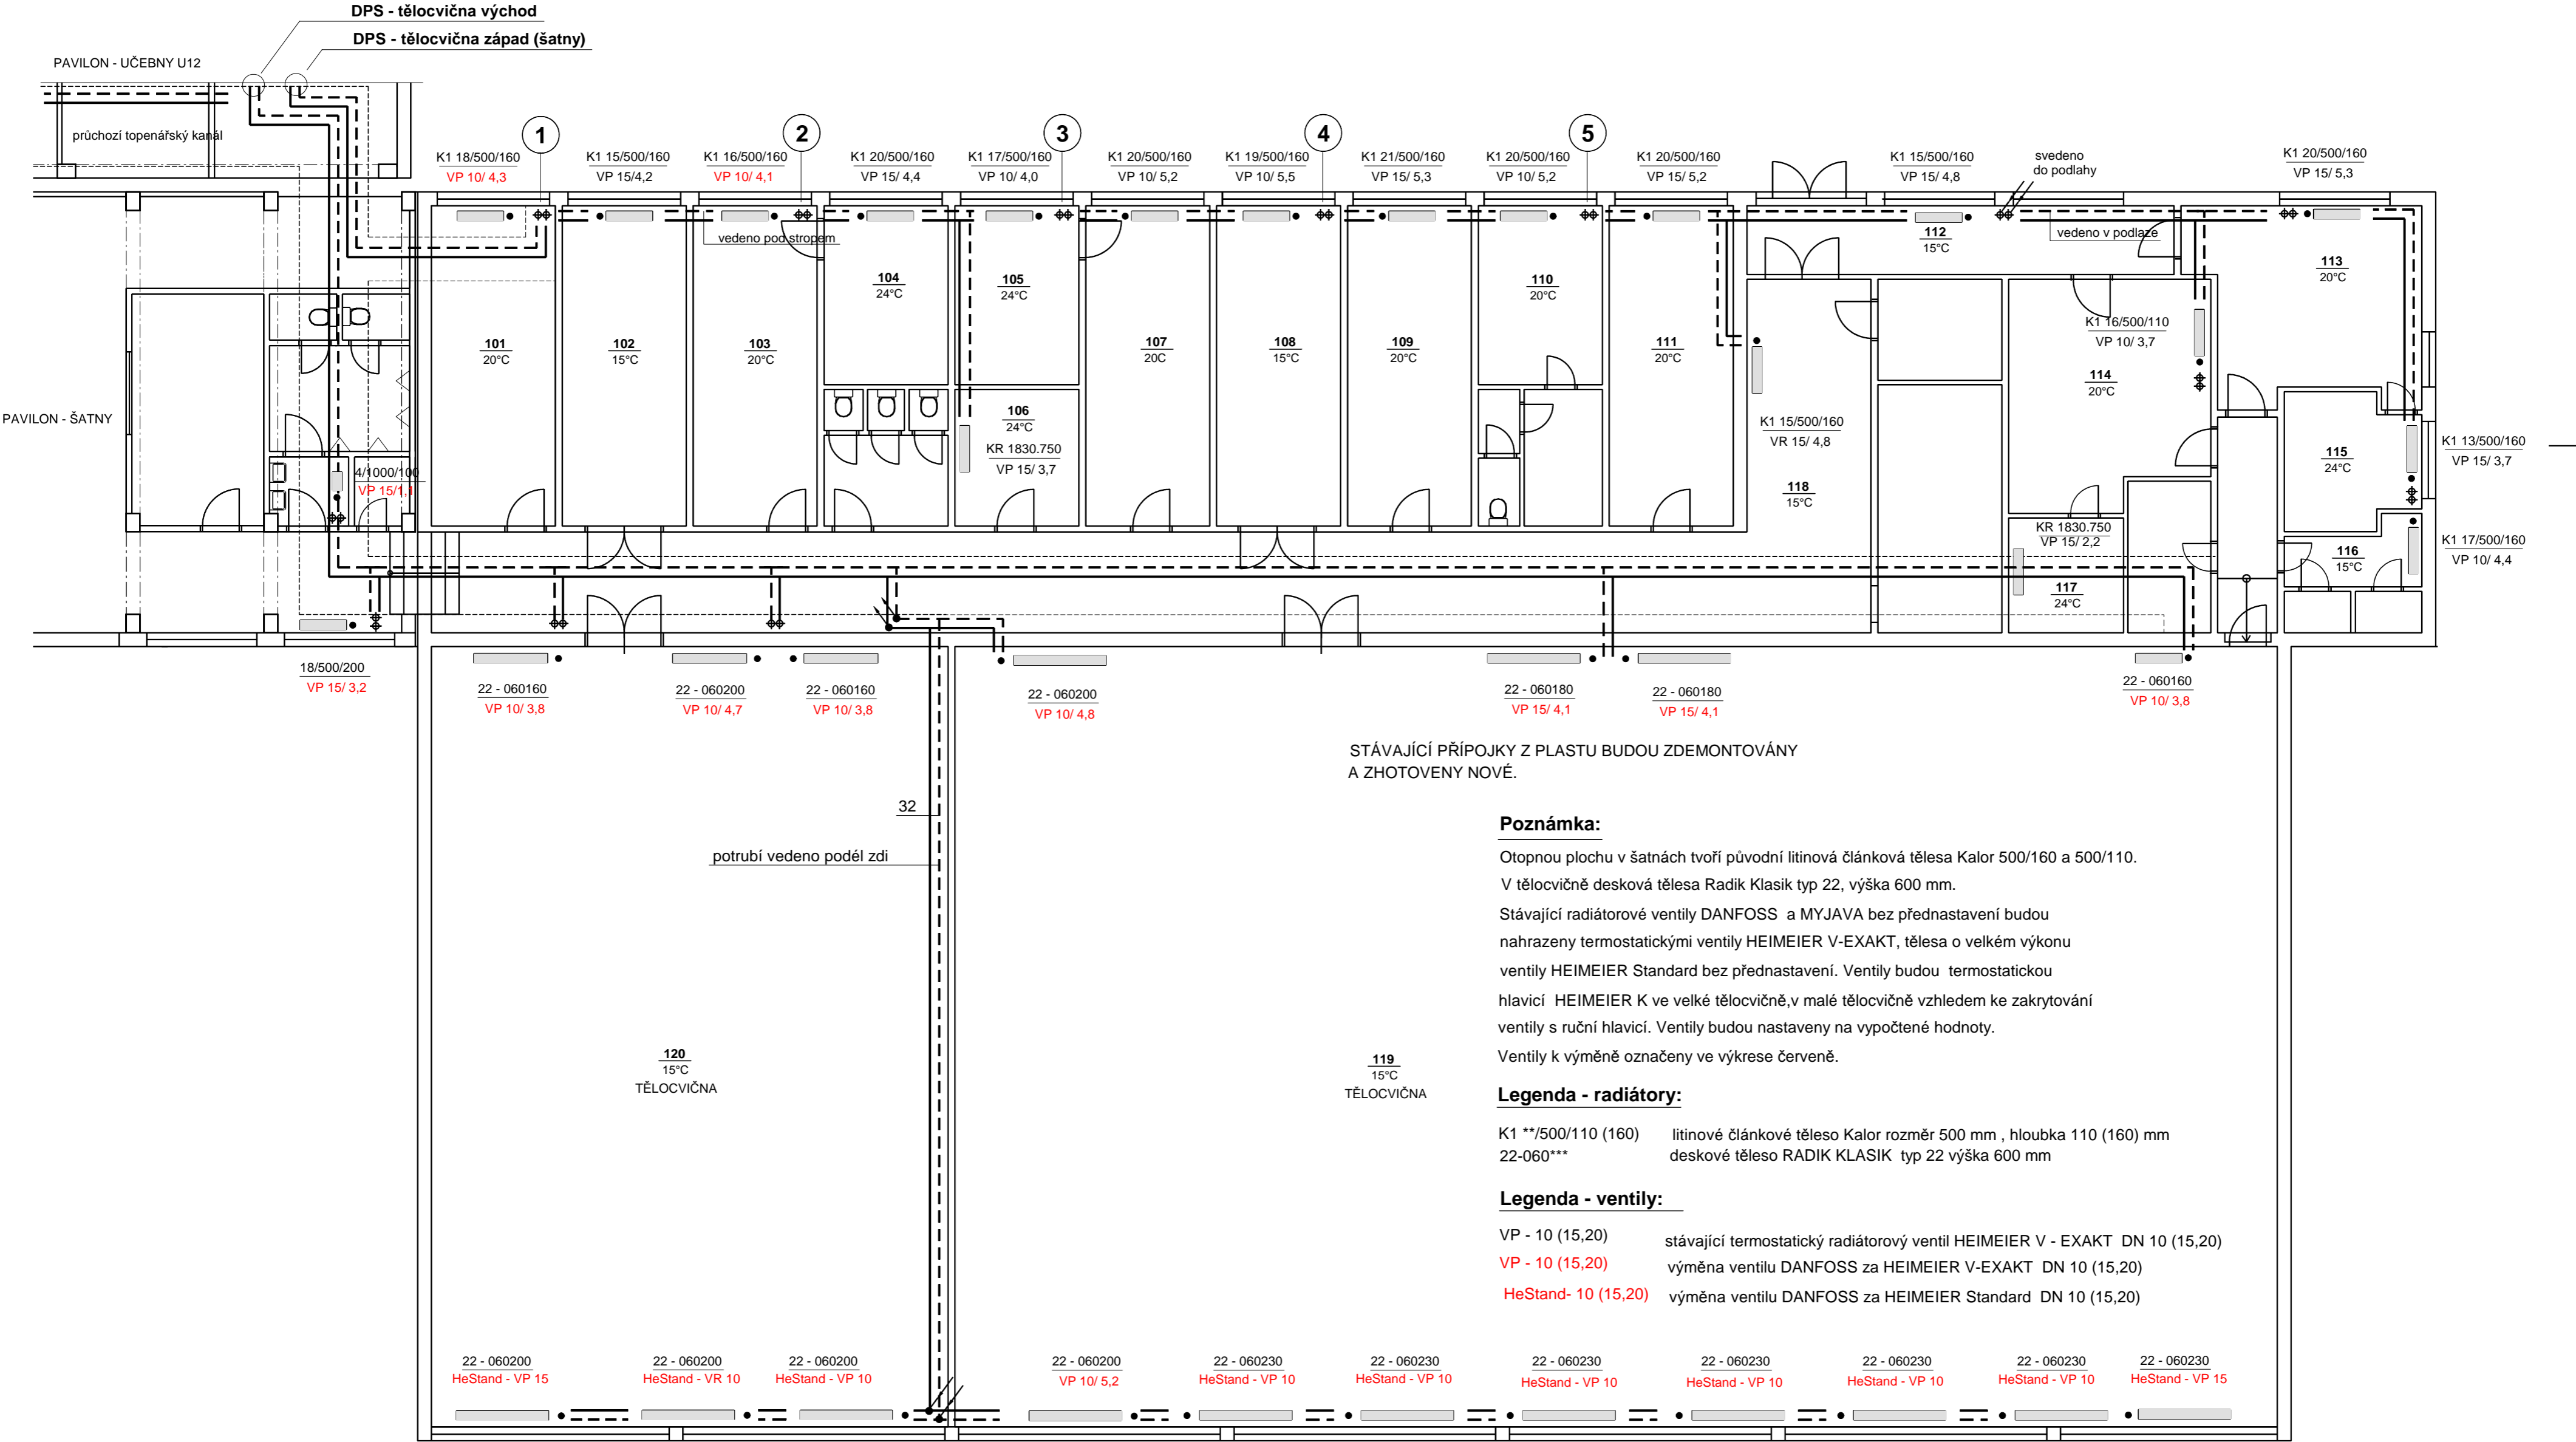 DPS - tělocvična východ
DPS - tělocvična západ (šatny)
PAVILON - UČEBNY U12
průchozí topenářský kanál
1
2
3
4
5
K1 18/500/160
VP 10/ 4,3
K1 15/500/160
VP 15/4,2
K1 16/500/160
VP 10/ 4,1
K1 20/500/160
VP 15/ 4,4
K1 17/500/160
VP 10/ 4,0
K1 20/500/160
VP 10/ 5,2
K1 19/500/160
VP 10/ 5,5
K1 21/500/160
VP 15/ 5,3
K1 20/500/160
VP 10/ 5,2
K1 20/500/160
VP 15/ 5,2
K1 15/500/160
VP 15/ 4,8
svedeno
do podlahy
K1 20/500/160
VP 15/ 5,3
vedeno pod stropem
vedeno v podlaze
101
20°C
102
15°C
103
20°C
104
24°C
105
24°C
106
24°C
KR 1830.750
VP 15/ 3,7
107
20C
108
15°C
109
20°C
110
20°C
111
20°C
112
15°C
113
20°C
K1 16/500/110
VP 10/ 3,7
114
20°C
K1 15/500/160
VR 15/ 4,8
118
15°C
115
24°C
K1 13/500/160
VP 15/ 3,7
KR 1830.750
VP 15/ 2,2
117
24°C
116
15°C
K1 17/500/160
VP 10/ 4,4
PAVILON - ŠATNY
4/1000/100
VP 15/1,1
18/500/200
VP 15/ 3,2
22 - 060160
VP 10/ 3,8
22 - 060200
VP 10/ 4,7
22 - 060160
VP 10/ 3,8
22 - 060200
VP 10/ 4,8
22 - 060180
VP 15/ 4,1
22 - 060180
VP 15/ 4,1
22 - 060160
VP 10/ 3,8
STÁVAJÍCÍ PŘÍPOJKY Z PLASTU BUDOU ZDEMONTOVÁNY
A ZHOTOVENY NOVÉ.
32
potrubí vedeno podél zdi
120
15°C
TĚLOCVIČNA
119
15°C
TĚLOCVIČNA
Poznámka:
Otopnou plochu v šatnách tvoří původní litinová článková tělesa Kalor 500/160 a 500/110.
V tělocvičně desková tělesa Radik Klasik typ 22, výška 600 mm.
Stávající radiátorové ventily DANFOSS a MYJAVA bez přednastavení budou
nahrazeny termostatickými ventily HEIMEIER V-EXAKT, tělesa o velkém výkonu
ventily HEIMEIER Standard bez přednastavení. Ventily budou termostatickou
hlavicí HEIMEIER K ve velké tělocvičně,v malé tělocvičně vzhledem ke zakrytování
ventily s ruční hlavicí. Ventily budou nastaveny na vypočtené hodnoty.
Ventily k výměně označeny ve výkrese červeně.
Legenda - radiátory:
K1 **/500/110 (160) litinové článkové těleso Kalor rozměr 500 mm , hloubka 110 (160) mm
22-060*** deskové těleso RADIK KLASIK typ 22 výška 600 mm
Legenda - ventily:
VP - 10 (15,20) stávající termostatický radiátorový ventil HEIMEIER V - EXAKT DN 10 (15,20)
VP - 10 (15,20) výměna ventilu DANFOSS za HEIMEIER V-EXAKT DN 10 (15,20)
HeStand- 10 (15,20) výměna ventilu DANFOSS za HEIMEIER Standard DN 10 (15,20)
22 - 060200
HeStand - VP 15
22 - 060200
HeStand - VR 10
22 - 060200
HeStand - VP 10
22 - 060200
VP 10/ 5,2
22 - 060230
HeStand - VP 10
22 - 060230
HeStand - VP 10
22 - 060230
HeStand - VP 10
22 - 060230
HeStand - VP 10
22 - 060230
HeStand - VP 10
22 - 060230
HeStand - VP 10
22 - 060230
HeStand - VP 15